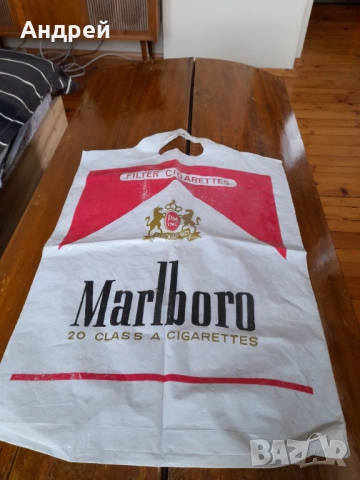 Андрей
FILTER CIGARETTES
Marlboro
20 CLASS A CIGARETTES
BAZAR